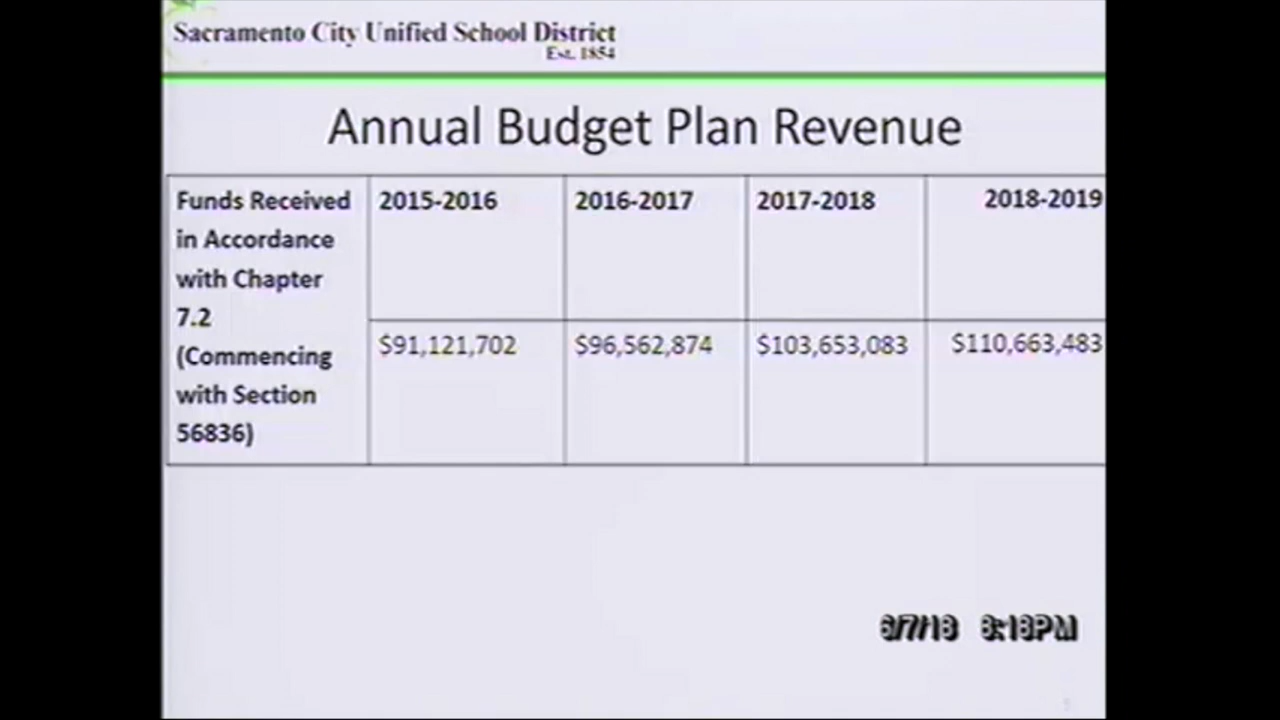 Sacramento City Unified School District
Est. 1854
Annual Budget Plan Revenue
Funds Received in Accordance with Chapter 7.2 (Commencing with Section 56836)
2015-2016
2016-2017
2017-2018
2018-2019
$91,121,702
$96,562,874
$103,653,083
$110,663,483
6/7/18 8:18PM